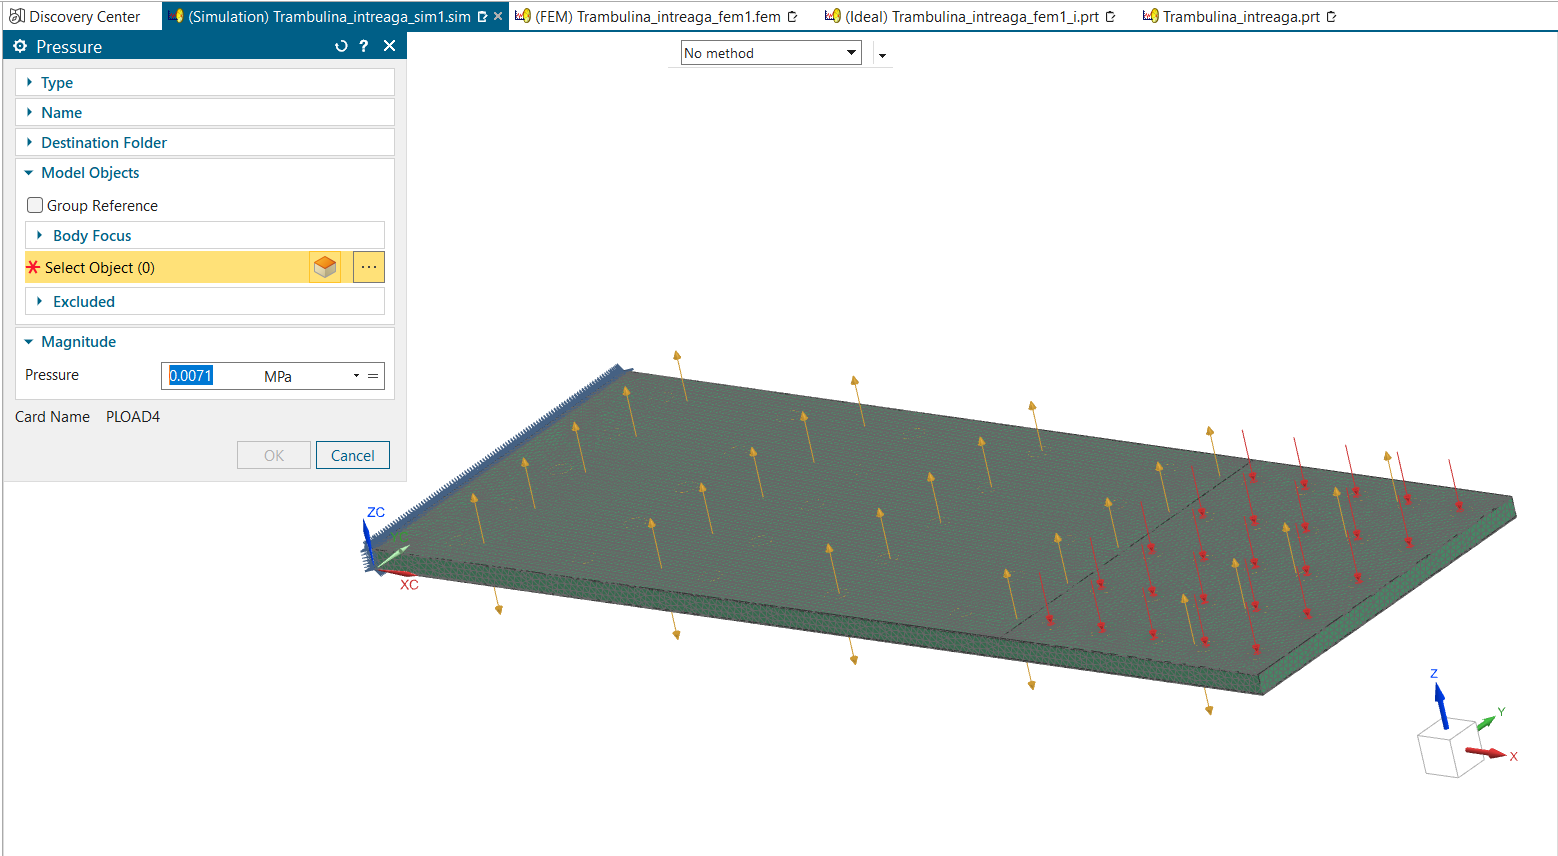 Discovery Center
(Simulation) Trambulina_intreaga_sim1.sim
(FEM) Trambulina_intreaga_fem1.fem
(Ideal) Trambulina_intreaga_fem1_i.prt
Trambulina_intreaga.prt
Pressure
No method
Type
Name
Destination Folder
Model Objects
Group Reference
Body Focus
Select Object (0)
Excluded
Magnitude
Pressure 0.0071 MPa
Card Name PLOAD4
OK Cancel
ZC
XC
Z
Y
X